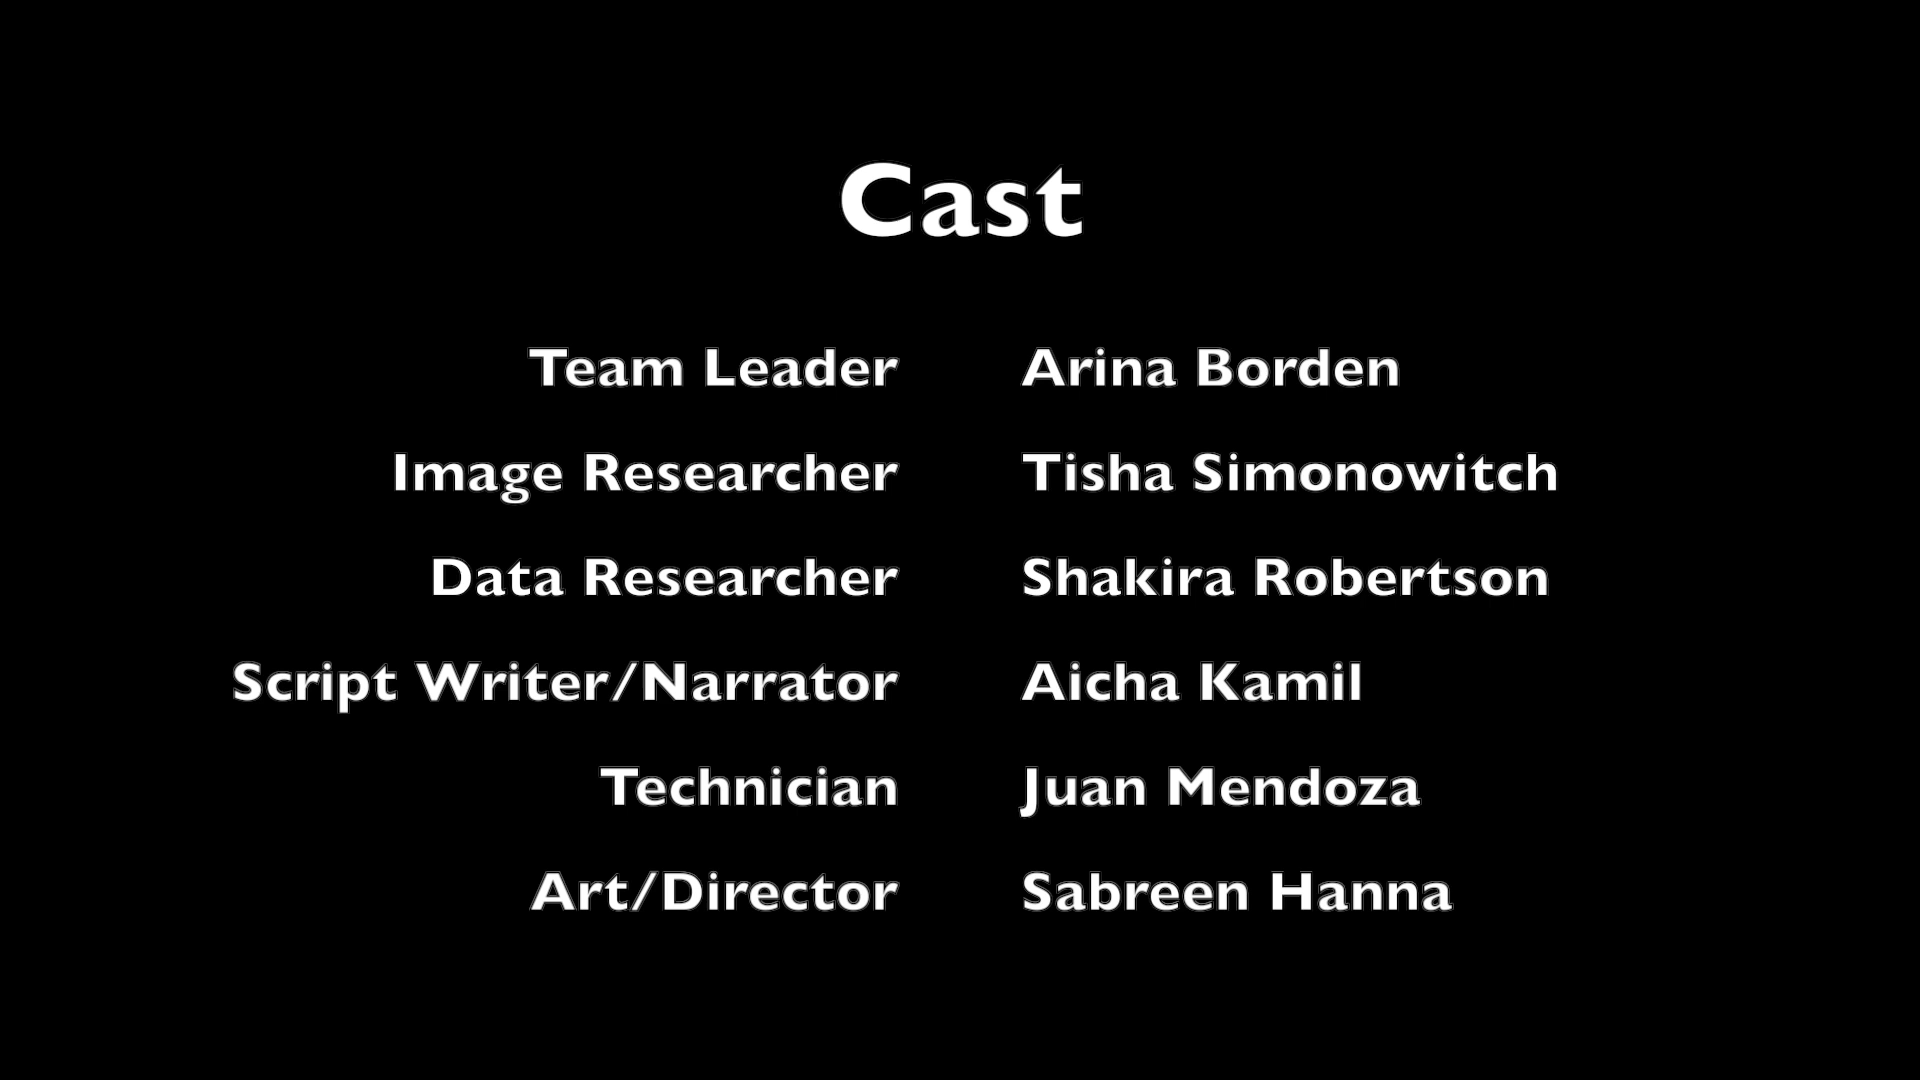 Cast
Team Leader Arina Borden
Image Researcher Tisha Simonowitch
Data Researcher Shakira Robertson
Script Writer/Narrator Aicha Kamil
Technician Juan Mendoza
Art/Director Sabreen Hanna